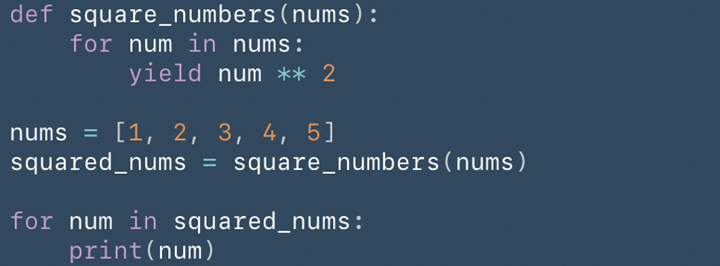 def square_numbers(nums):
    for num in nums:
        yield num ** 2

nums = [1, 2, 3, 4, 5]
squared_nums = square_numbers(nums)

for num in squared_nums:
    print(num)